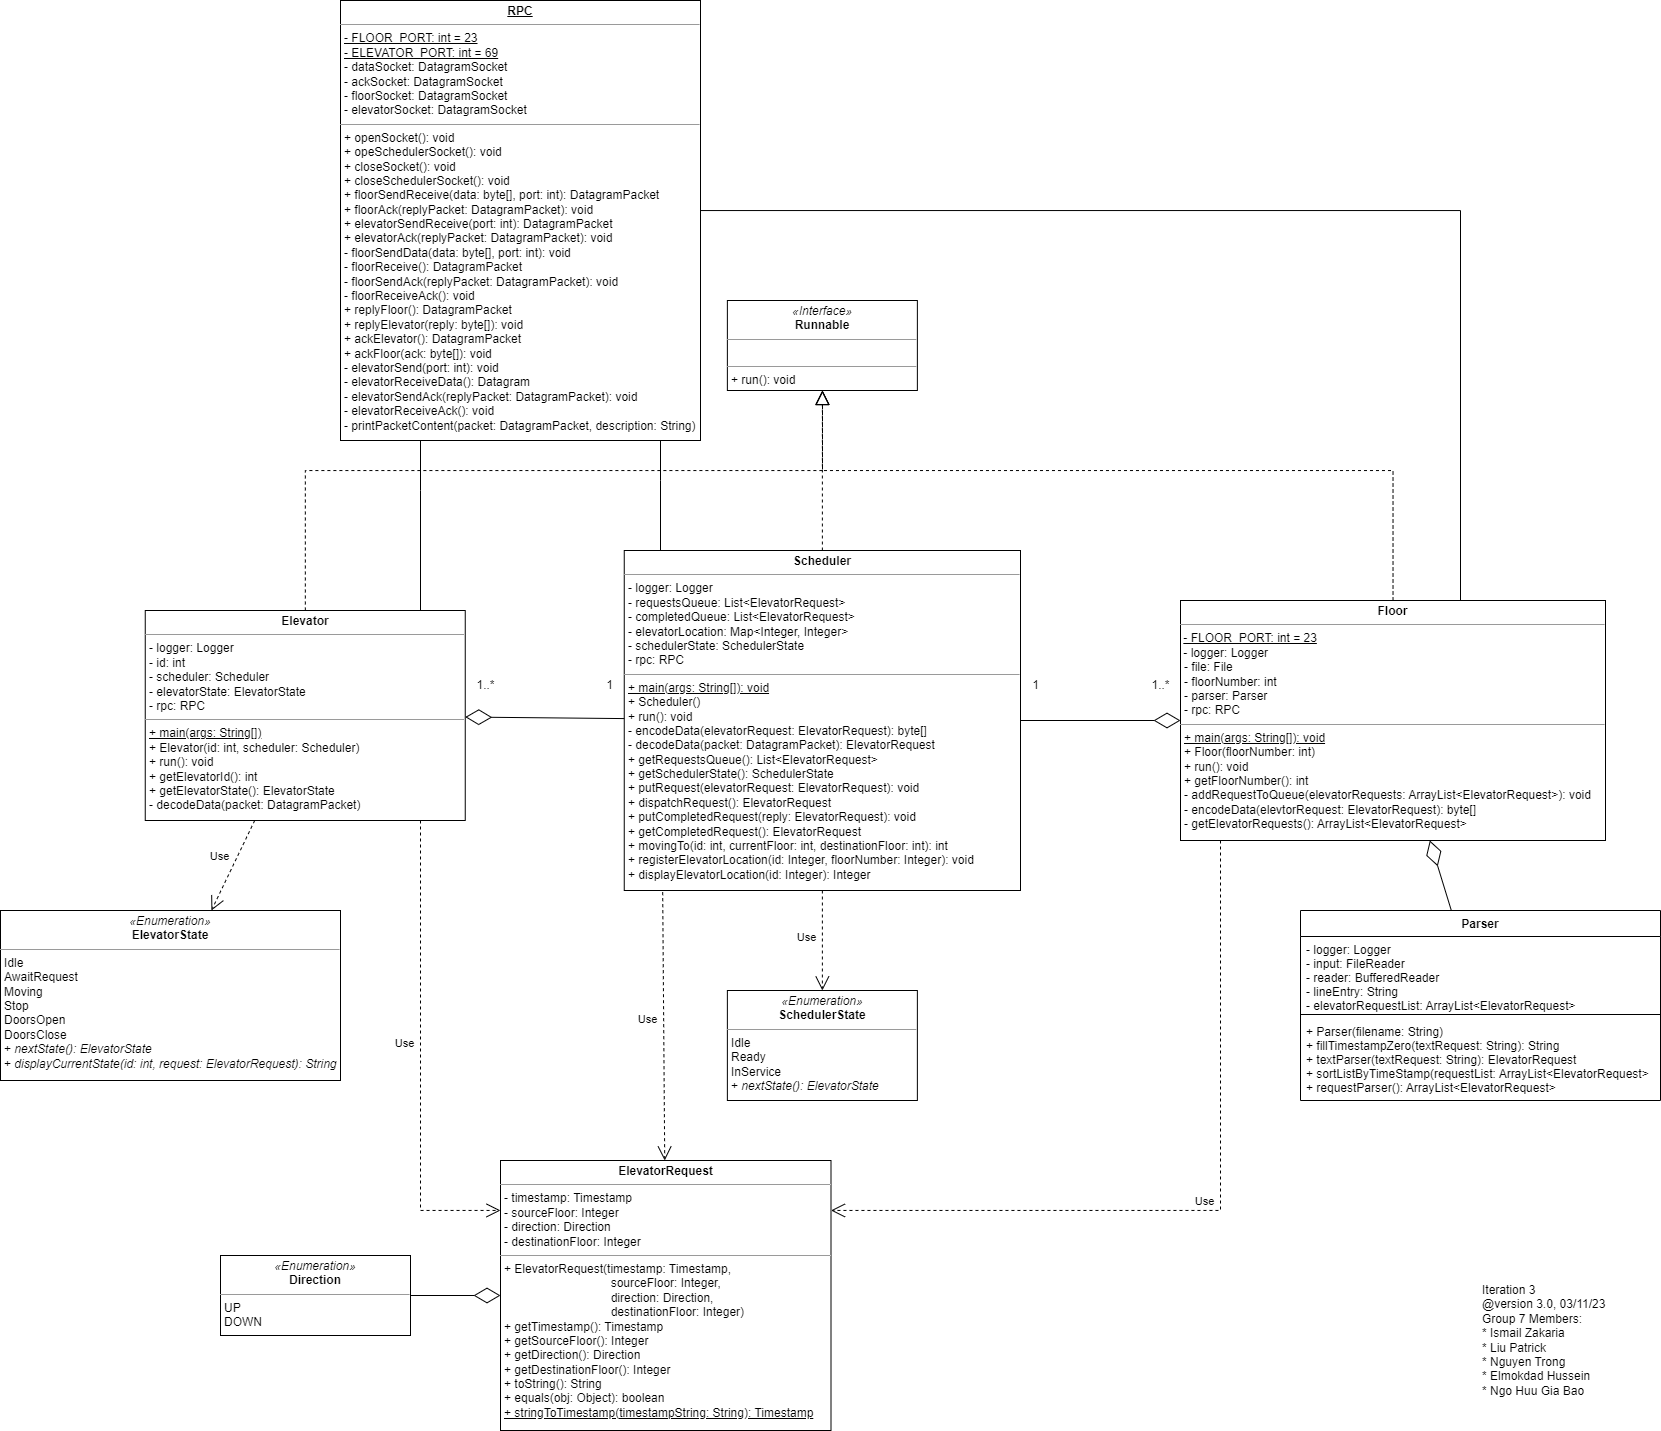 RPC
- FLOOR_PORT: int = 23
- ELEVATOR_PORT: int = 69
- dataSocket: DatagramSocket
- ackSocket: DatagramSocket
- floorSocket: DatagramSocket
- elevatorSocket: DatagramSocket
+ openSocket(): void
+ opeSchedulerSocket(): void
+ closeSocket(): void
+ closeSchedulerSocket(): void
+ floorSendReceive(data: byte[], port: int): DatagramPacket
+ floorAck(replyPacket: DatagramPacket): void
+ elevatorSendReceive(port: int): DatagramPacket
+ elevatorAck(replyPacket: DatagramPacket): void
- floorSendData(data: byte[], port: int): void
- floorReceive(): DatagramPacket
- floorSendAck(replyPacket: DatagramPacket): void
- floorReceiveAck(): void
+ replyFloor(): DatagramPacket
+ replyElevator(reply: byte[]): void
+ ackElevator(): DatagramPacket
+ ackFloor(ack: byte[]): void
- elevatorSend(port: int): void
- elevatorReceiveData(): Datagram
- elevatorSendAck(replyPacket: DatagramPacket): void
- elevatorReceiveAck(): void
- printPacketContent(packet: DatagramPacket, description: String)
«Interface»
Runnable
+ run(): void
Elevator
- logger: Logger
- id: int
- scheduler: Scheduler
- elevatorState: ElevatorState
- rpc: RPC
+ main(args: String[])
+ Elevator(id: int, scheduler: Scheduler)
+ run(): void
+ getElevatorId(): int
+ getElevatorState(): ElevatorState
- decodeData(packet: DatagramPacket)
1..*
1
Scheduler
- logger: Logger
- requestsQueue: List<ElevatorRequest>
- completedQueue: List<ElevatorRequest>
- elevatorLocation: Map<Integer, Integer>
- schedulerState: SchedulerState
- rpc: RPC
+ main(args: String[]): void
+ Scheduler()
+ run(): void
- encodeData(elevatorRequest: ElevatorRequest): byte[]
- decodeData(packet: DatagramPacket): ElevatorRequest
+ getRequestsQueue(): List<ElevatorRequest>
+ getSchedulerState(): SchedulerState
+ putRequest(elevatorRequest: ElevatorRequest): void
+ dispatchRequest(): ElevatorRequest
+ putCompletedRequest(reply: ElevatorRequest): void
+ getCompletedRequest(): ElevatorRequest
+ movingTo(id: int, currentFloor: int, destinationFloor: int): int
+ registerElevatorLocation(id: Integer, floorNumber: Integer): void
+ displayElevatorLocation(id: Integer): Integer
1
1..*
Floor
- FLOOR_PORT: int = 23
- logger: Logger
- file: File
- floorNumber: int
- parser: Parser
- rpc: RPC
+ main(args: String[]): void
+ Floor(floorNumber: int)
+ run(): void
+ getFloorNumber(): int
- addRequestToQueue(elevatorRequests: ArrayList<ElevatorRequest>): void
- encodeData(elevtorRequest: ElevatorRequest): byte[]
- getElevatorRequests(): ArrayList<ElevatorRequest>
Use
«Enumeration»
ElevatorState
Idle
AwaitRequest
Moving
Stop
DoorsOpen
DoorsClose
+ nextState(): ElevatorState
+ displayCurrentState(id: int, request: ElevatorRequest): String
Use
Use
Use
«Enumeration»
SchedulerState
Idle
Ready
InService
+ nextState(): ElevatorState
Parser
- logger: Logger
- input: FileReader
- reader: BufferedReader
- lineEntry: String
- elevatorRequestList: ArrayList<ElevatorRequest>
+ Parser(filename: String)
+ fillTimestampZero(textRequest: String): String
+ textParser(textRequest: String): ElevatorRequest
+ sortListByTimeStamp(requestList: ArrayList<ElevatorRequest>
+ requestParser(): ArrayList<ElevatorRequest>
Use
ElevatorRequest
- timestamp: Timestamp
- sourceFloor: Integer
- direction: Direction
- destinationFloor: Integer
+ ElevatorRequest(timestamp: Timestamp,
sourceFloor: Integer,
direction: Direction,
destinationFloor: Integer)
+ getTimestamp(): Timestamp
+ getSourceFloor(): Integer
+ getDirection(): Direction
+ getDestinationFloor(): Integer
+ toString(): String
+ equals(obj: Object): boolean
+ stringToTimestamp(timestampString: String): Timestamp
«Enumeration»
Direction
UP
DOWN
Iteration 3
@version 3.0, 03/11/23
Group 7 Members:
* Ismail Zakaria
* Liu Patrick
* Nguyen Trong
* Elmokdad Hussein
* Ngo Huu Gia Bao